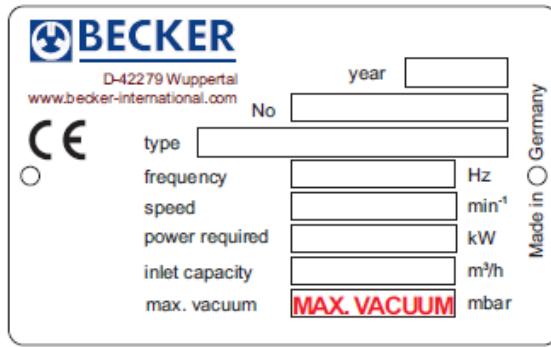 BECKER
D-42279 Wuppertal
www.becker-international.com
year
No
CE
type
frequency Hz
speed min⁻¹
power required kW
inlet capacity m³/h
max. vacuum MAX. VACUUM mbar
Made in Germany